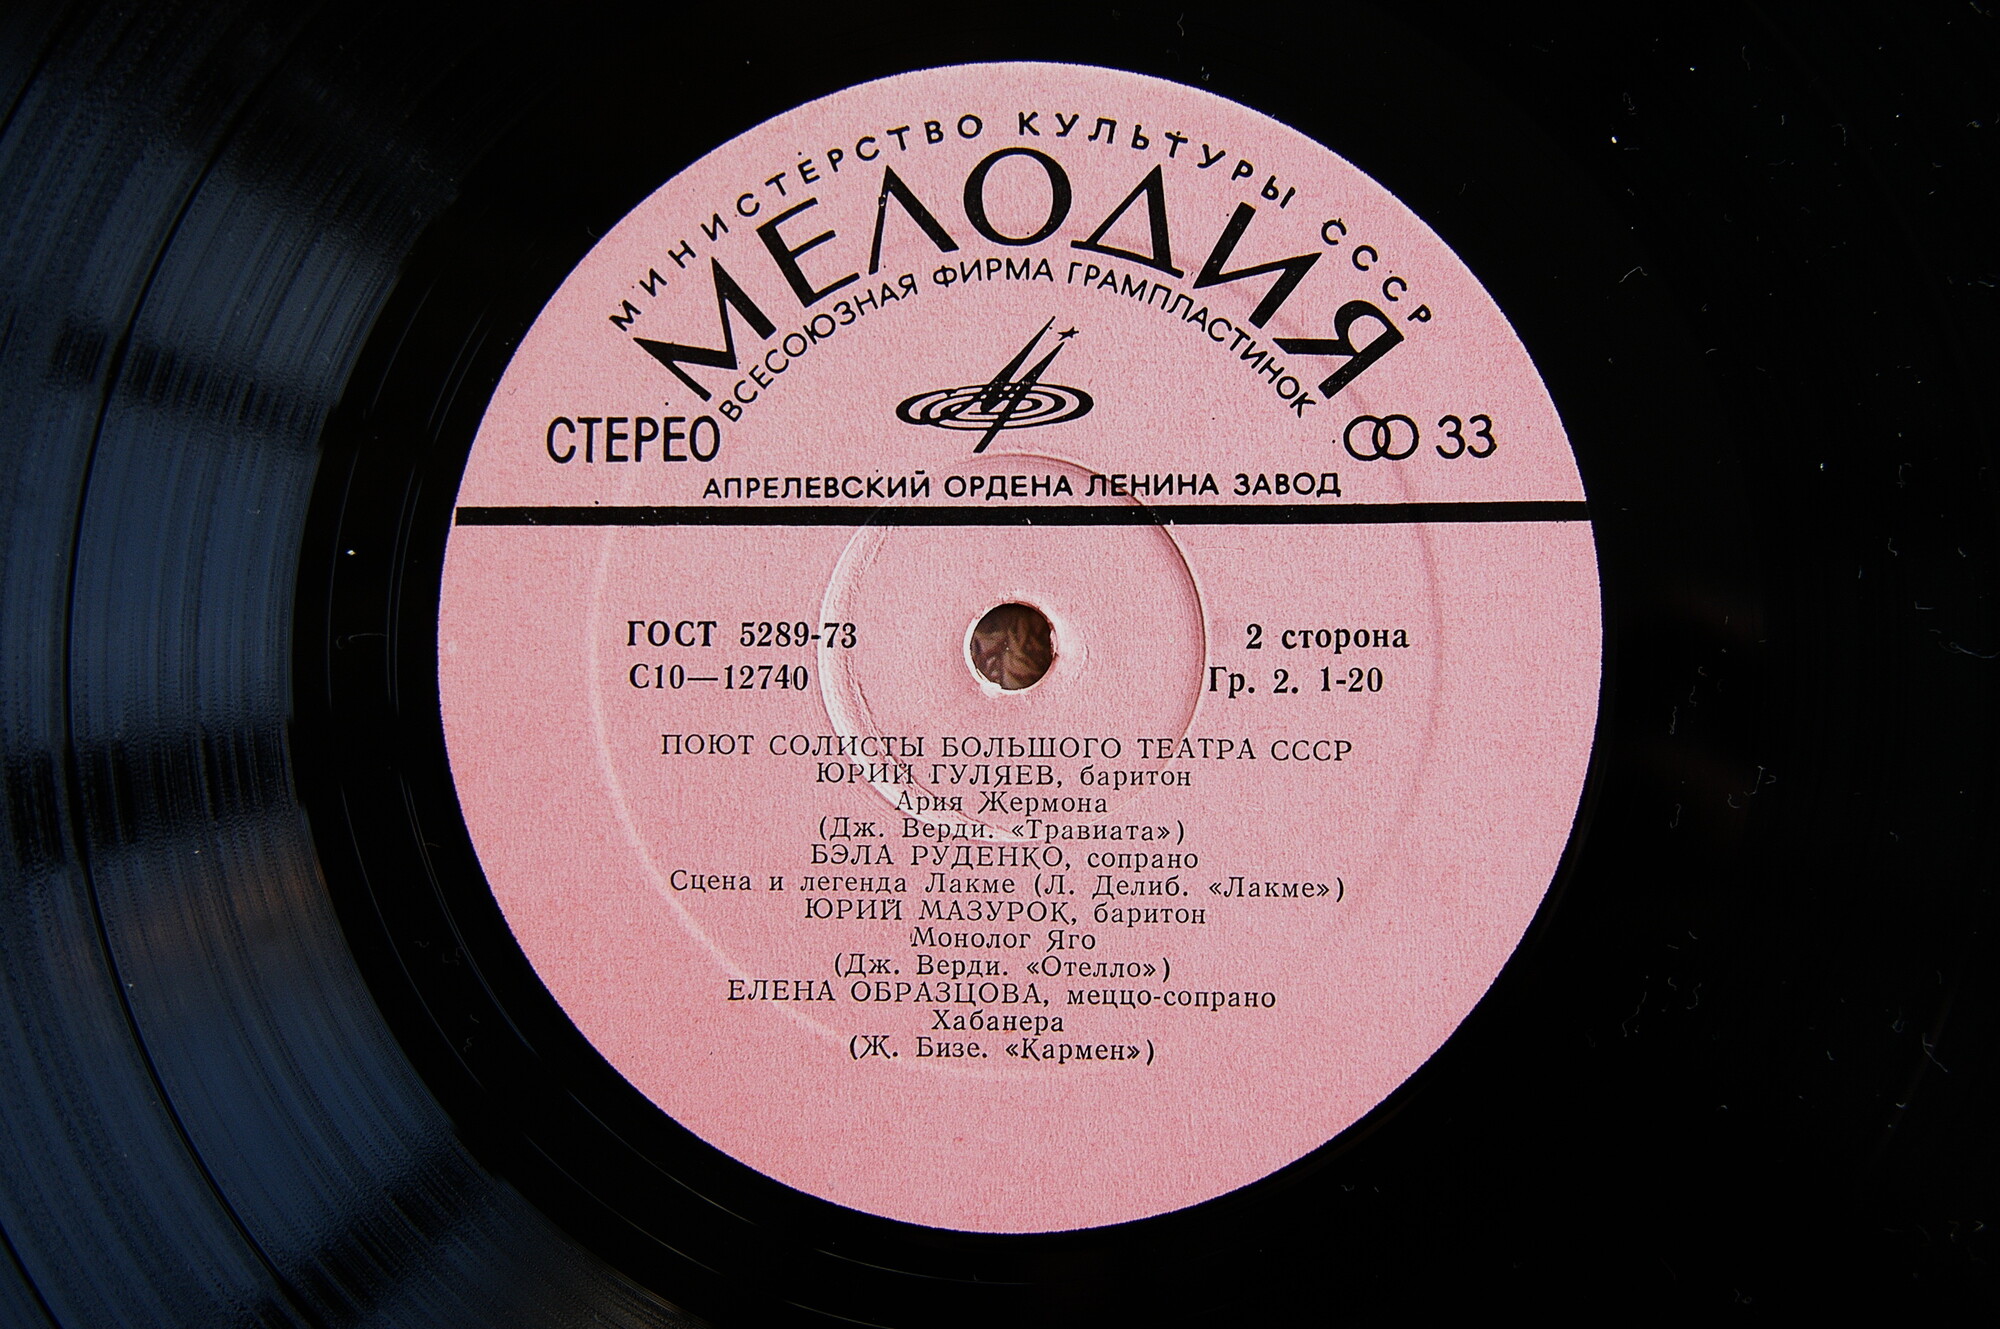 МИНИСТЕРСТВО КУЛЬТУРЫ СССР
МЕЛОДИЯ
ВСЕСОЮЗНАЯ ФИРМА ГРАМПЛАСТИНОК
СТЕРЕО
33
АПРЕЛЕВСКИЙ ОРДЕНА ЛЕНИНА ЗАВОД
ГОСТ 5289-73
2 сторона
С10—12740
Гр. 2. 1-20
ПОЮТ СОЛИСТЫ БОЛЬШОГО ТЕАТРА СССР
ЮРИЙ ГУЛЯЕВ, баритон
Ария Жермона
(Дж. Верди. «Травиата»)
БЭЛА РУДЕНКО, сопрано
Сцена и легенда Лакме (Л. Делиб. «Лакме»)
ЮРИЙ МАЗУРОК, баритон
Монолог Яго
(Дж. Верди. «Отелло»)
ЕЛЕНА ОБРАЗЦОВА, меццо-сопрано
Хабанера
(Ж. Бизе. «Кармен»)